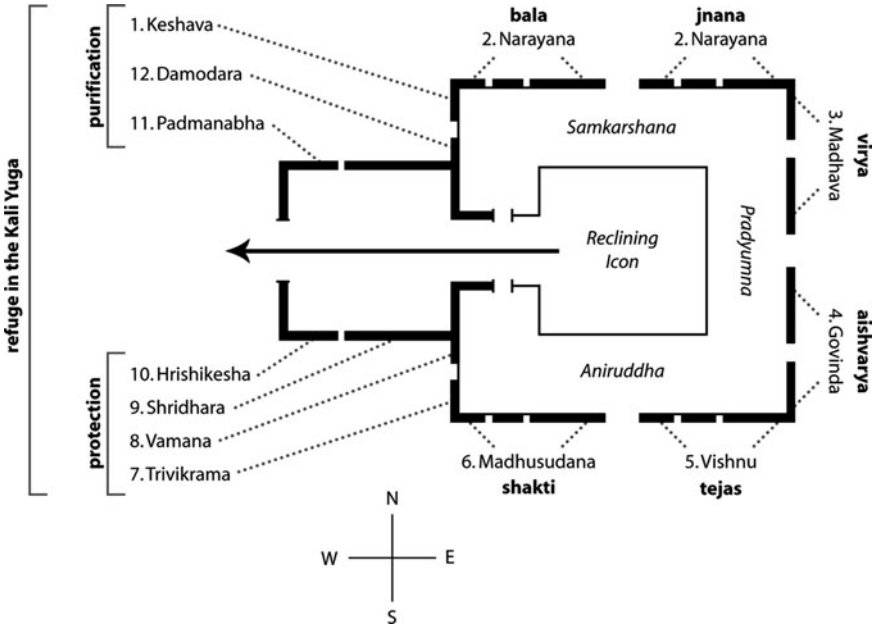 refuge in the Kali Yuga
purification
1. Keshava
12. Damodara
11. Padmanabha
bala
2. Narayana
jnana
2. Narayana
3. Madhava
virya
4. Govinda
aishvarya
Samkarshana
Pradyumna
Reclining
Icon
Aniruddha
protection
10. Hrishikesha
9. Shridhara
8. Vamana
7. Trivikrama
6. Madhusudana
shakti
5. Vishnu
tejas
N
W
E
S